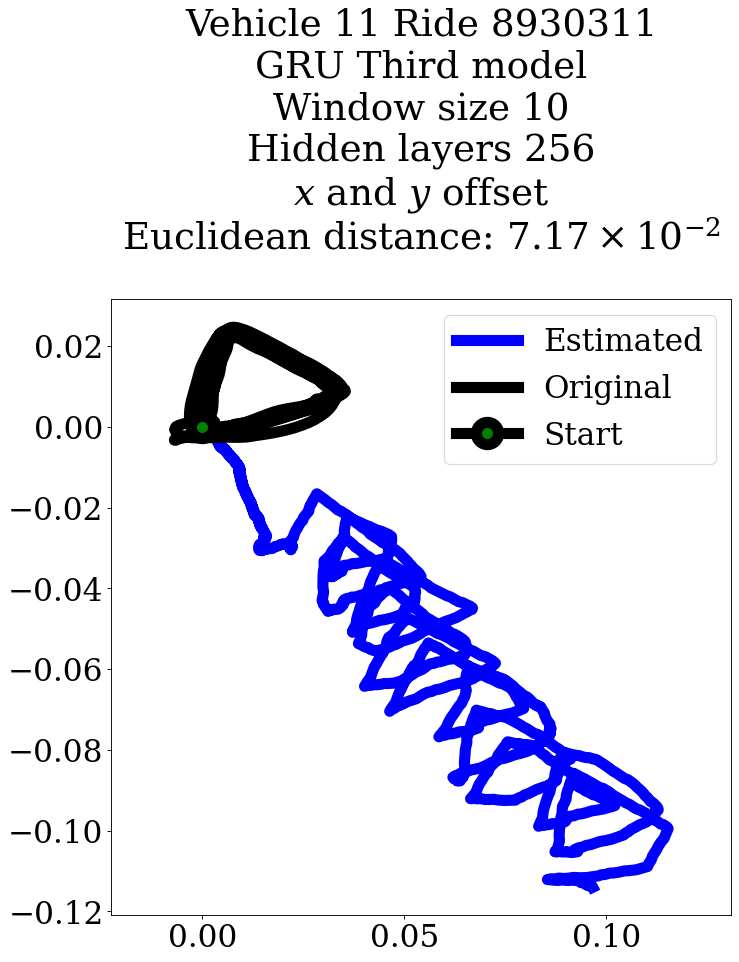 Vehicle 11 Ride 8930311
GRU Third model
Window size 10
Hidden layers 256
x and y offset
Euclidean distance: 7.17 × 10⁻²
Estimated
Original
Start
0.02
0.00
−0.02
−0.04
−0.06
−0.08
−0.10
−0.12
0.00 0.05 0.10